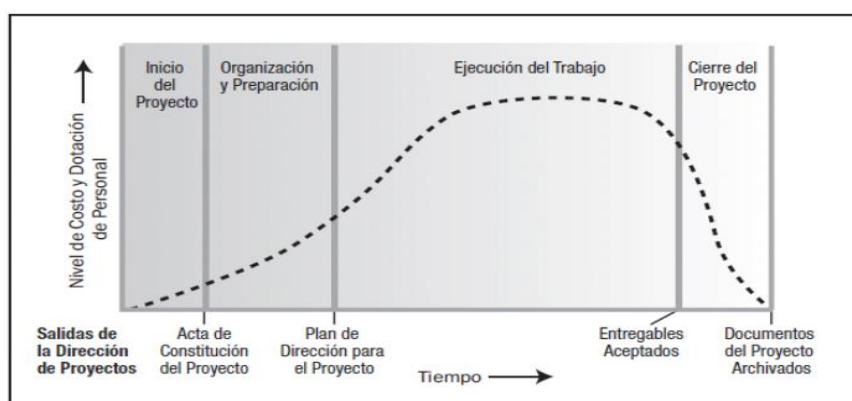 Inicio
del
Proyecto
Organización
y Preparación
Ejecución del Trabajo
Cierre del
Proyecto
Nivel de Costo y Dotación
de Personal
Salidas de
la Dirección
de Proyectos
Acta de
Constitución
del Proyecto
Plan de
Dirección para
el Proyecto
Entregables
Aceptados
Documentos
del Proyecto
Archivados
Tiempo